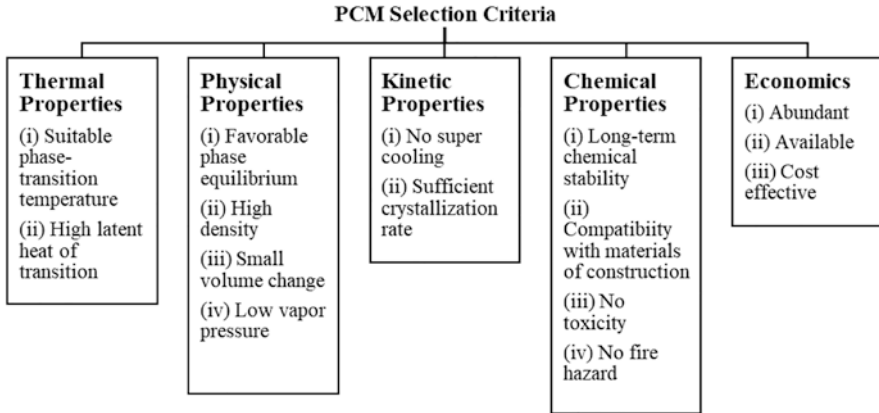 PCM Selection Criteria
Thermal
Properties
(i) Suitable
phase-
transition
temperature
(ii) High latent
heat of
transition
Physical
Properties
(i) Favorable
phase
equilibrium
(ii) High
density
(iii) Small
volume change
(iv) Low vapor
pressure
Kinetic
Properties
(i) No super
cooling
(ii) Sufficient
crystallization
rate
Chemical
Properties
(i) Long-term
chemical
stability
(ii)
Compatibiity
with materials
of construction
(iii) No
toxicity
(iv) No fire
hazard
Economics
(i) Abundant
(ii) Available
(iii) Cost
effective